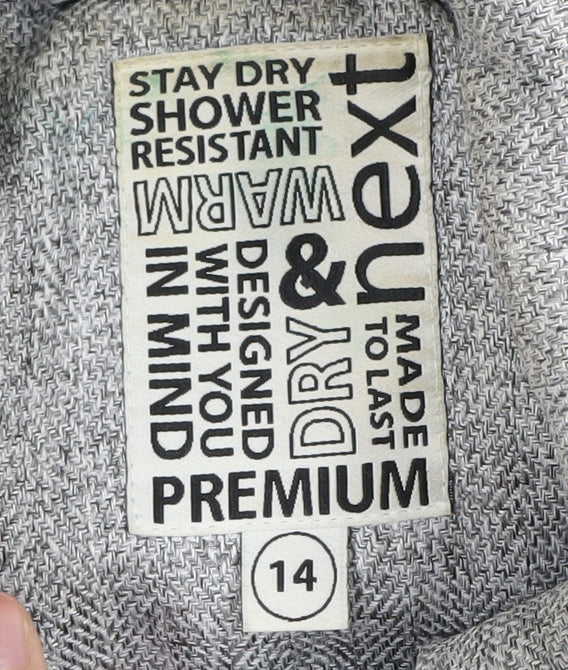 STAY DRY
SHOWER
RESISTANT
next
WARM
&
DRY
DESIGNED
WITH YOU
IN MIND
MADE
TO LAST
PREMIUM
14